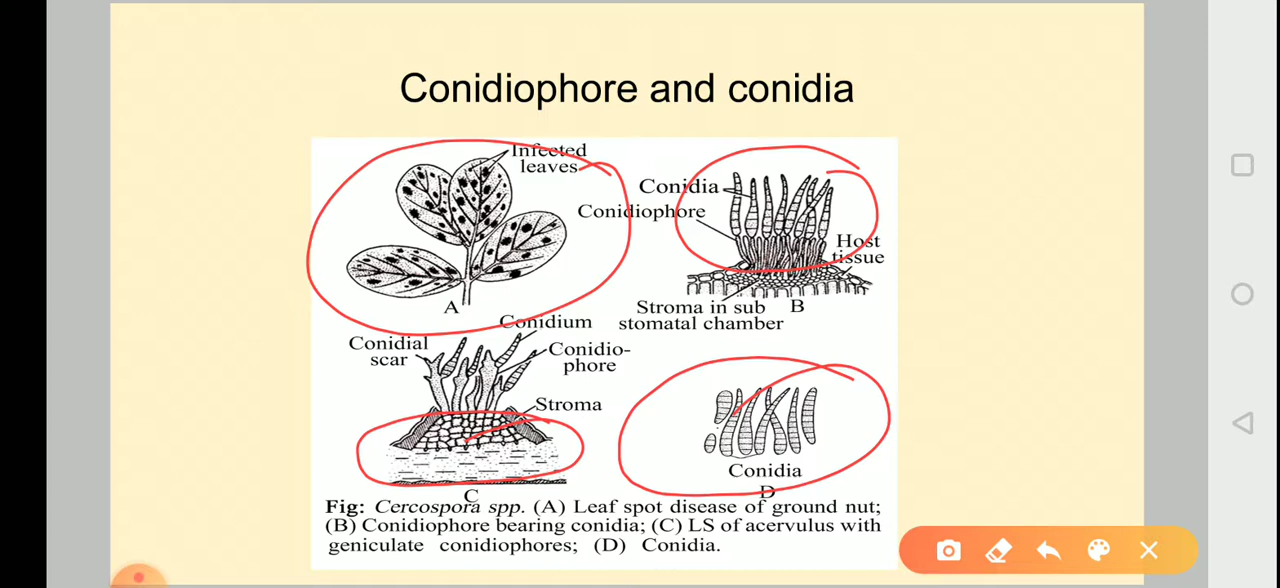 Conidiophore and conidia
Infected
leaves
A
Conidia
Conidiophore
Host
tissue
Stroma in sub
stomatal chamber
B
Conidial
scar
Conidium
Conidio-
phore
Stroma
C
Conidia
D
Fig: Cercospora spp. (A) Leaf spot disease of ground nut;
(B) Conidiophore bearing conidia; (C) LS of acervulus with
geniculate conidiophores; (D) Conidia.